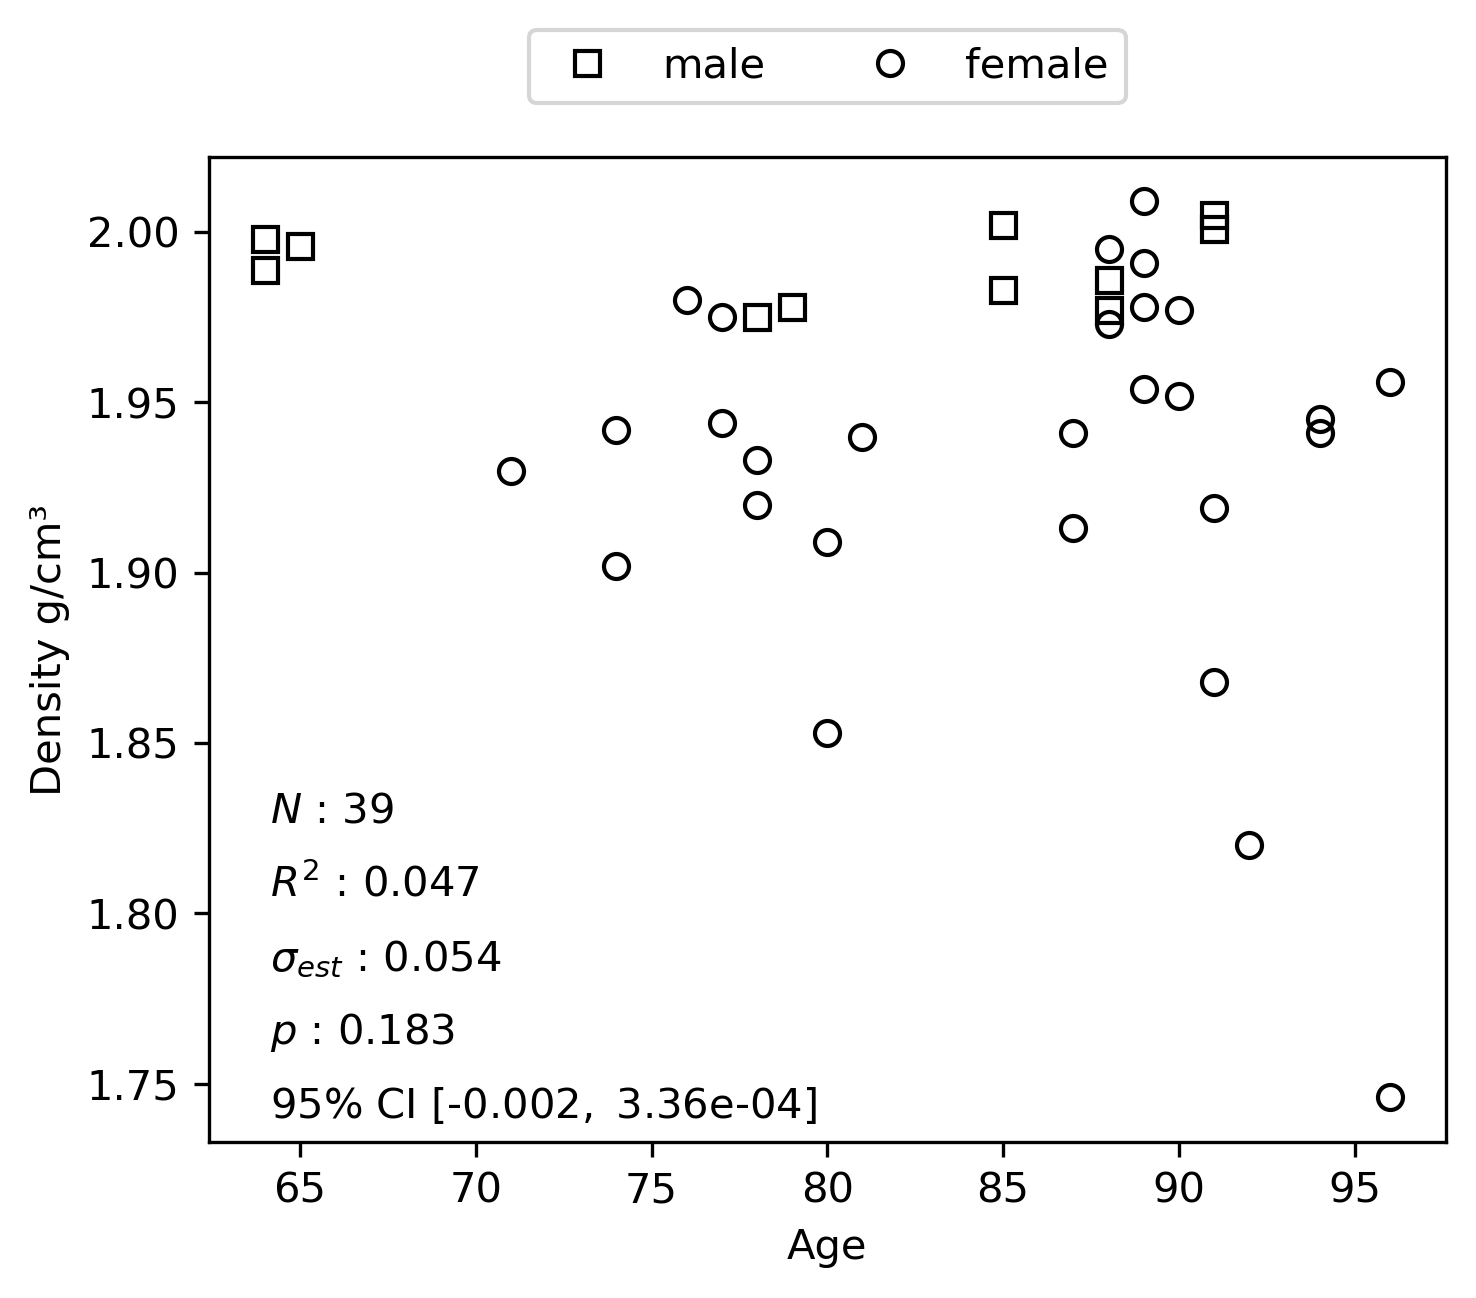 male female
2.00
1.95
1.90
1.85
1.80
1.75
Density g/cm³
N : 39
R² : 0.047
σₑₛₜ : 0.054
p : 0.183
95% CI [-0.002, 3.36e-04]
65 70 75 80 85 90 95
Age